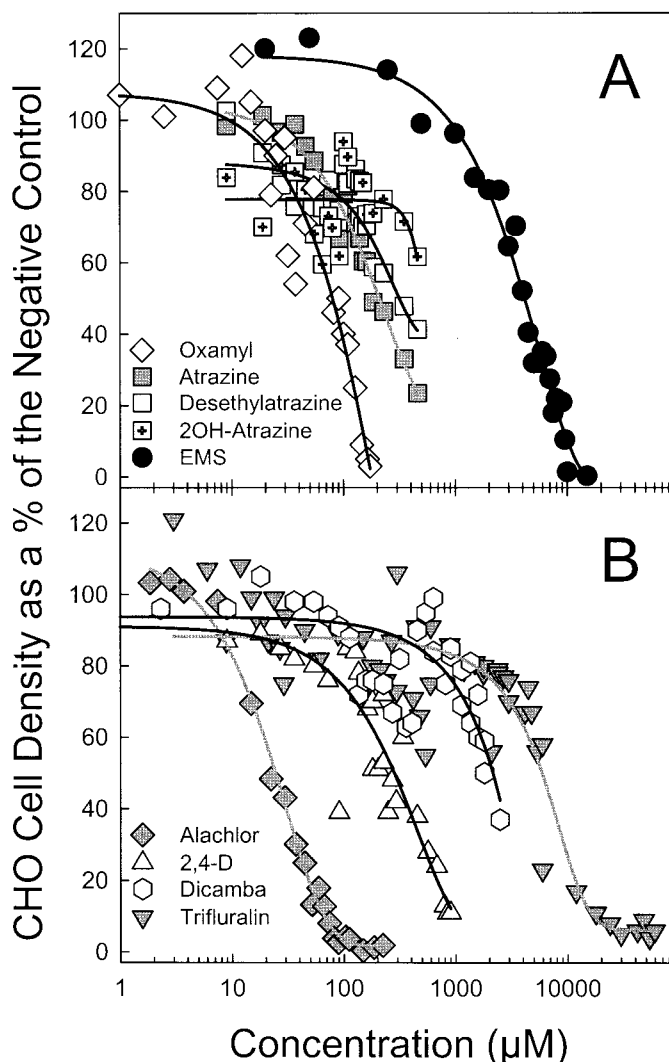 CHO Cell Density as a % of the Negative Control
A
120
100
80
60
40
20
0
Oxamyl
Atrazine
Desethylatrazine
2OH-Atrazine
EMS
B
120
100
80
60
40
20
0
Alachlor
2,4-D
Dicamba
Trifluralin
1 10 100 1000 10000
Concentration (µM)